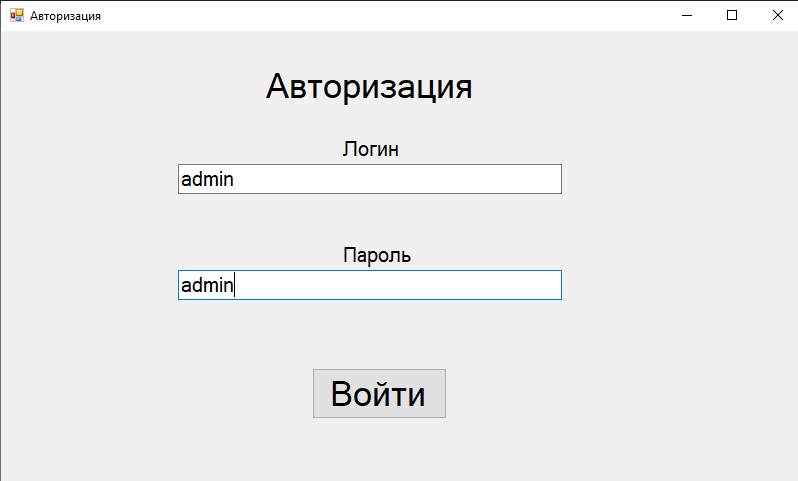 Авторизация
Авторизация
Логин
admin
Пароль
admin
Войти